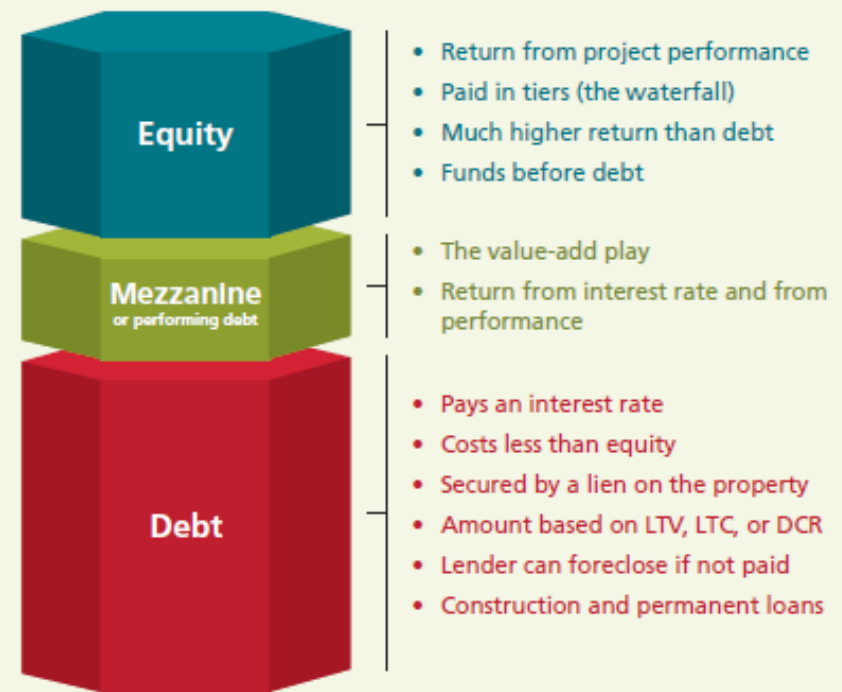 Equity
• Return from project performance
• Paid in tiers (the waterfall)
• Much higher return than debt
• Funds before debt
Mezzanine
or performing debt
• The value-add play
• Return from interest rate and from
performance
Debt
• Pays an interest rate
• Costs less than equity
• Secured by a lien on the property
• Amount based on LTV, LTC, or DCR
• Lender can foreclose if not paid
• Construction and permanent loans